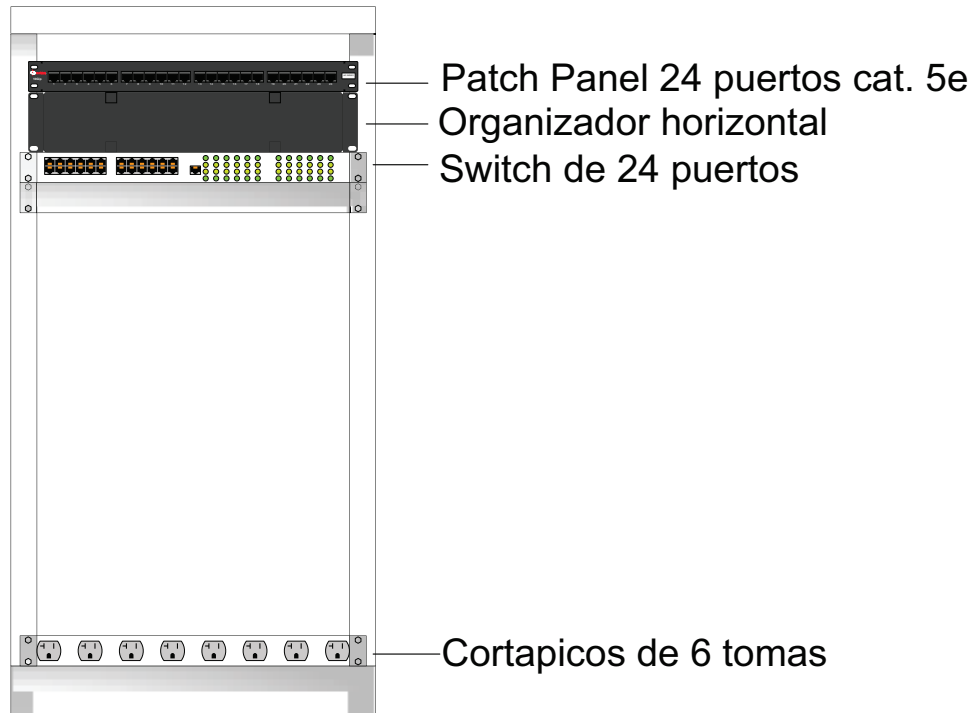 Patch Panel 24 puertos cat. 5e
Organizador horizontal
Switch de 24 puertos
Cortapicos de 6 tomas